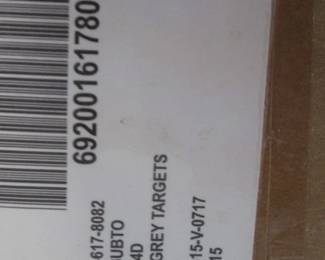 69200161780
-617-8082
UBTO
4D
GREY TARGETS
15-V-0717
15